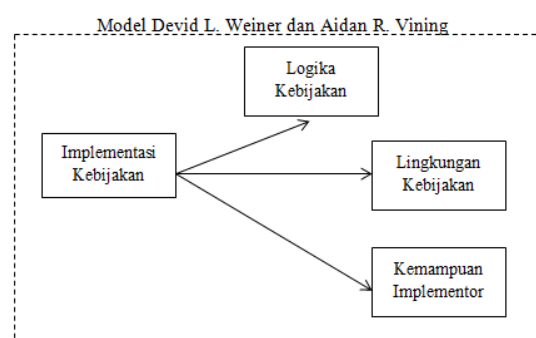 Model Devid L. Weiner dan Aidan R. Vining
Logika
Kebijakan
Implementasi
Kebijakan
Lingkungan
Kebijakan
Kemampuan
Implementor